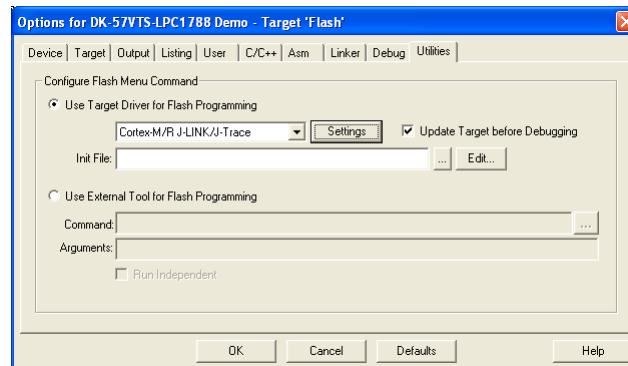 Options for DK-57VTS-LPC1788 Demo - Target 'Flash'
Device Target Output Listing User C/C++ Asm Linker Debug Utilities
Configure Flash Menu Command
Use Target Driver for Flash Programming
Cortex-M/R J-LINK/J-Trace Settings Update Target before Debugging
Init File: ... Edit...
Use External Tool for Flash Programming
Command: ...
Arguments:
Run Independent
OK Cancel Defaults Help